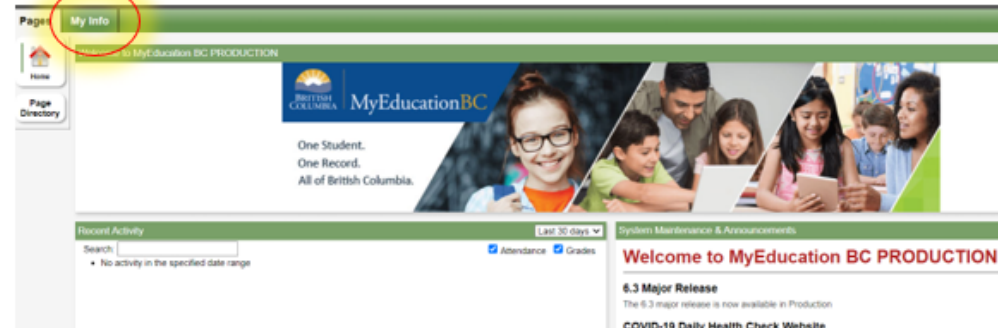 Pages My Info
Home
Page
Directory
Welcome to MyEducation BC PRODUCTION
BRITISH
COLUMBIA
MyEducationBC
One Student.
One Record.
All of British Columbia.
Recent Activity Last 30 days
Search: Attendance Grades
• No activity in the specified date range
System Maintenance & Announcements
Welcome to MyEducation BC PRODUCTION
6.3 Major Release
The 6.3 major release is now available in Production
COVID-19 Daily Health Check Website